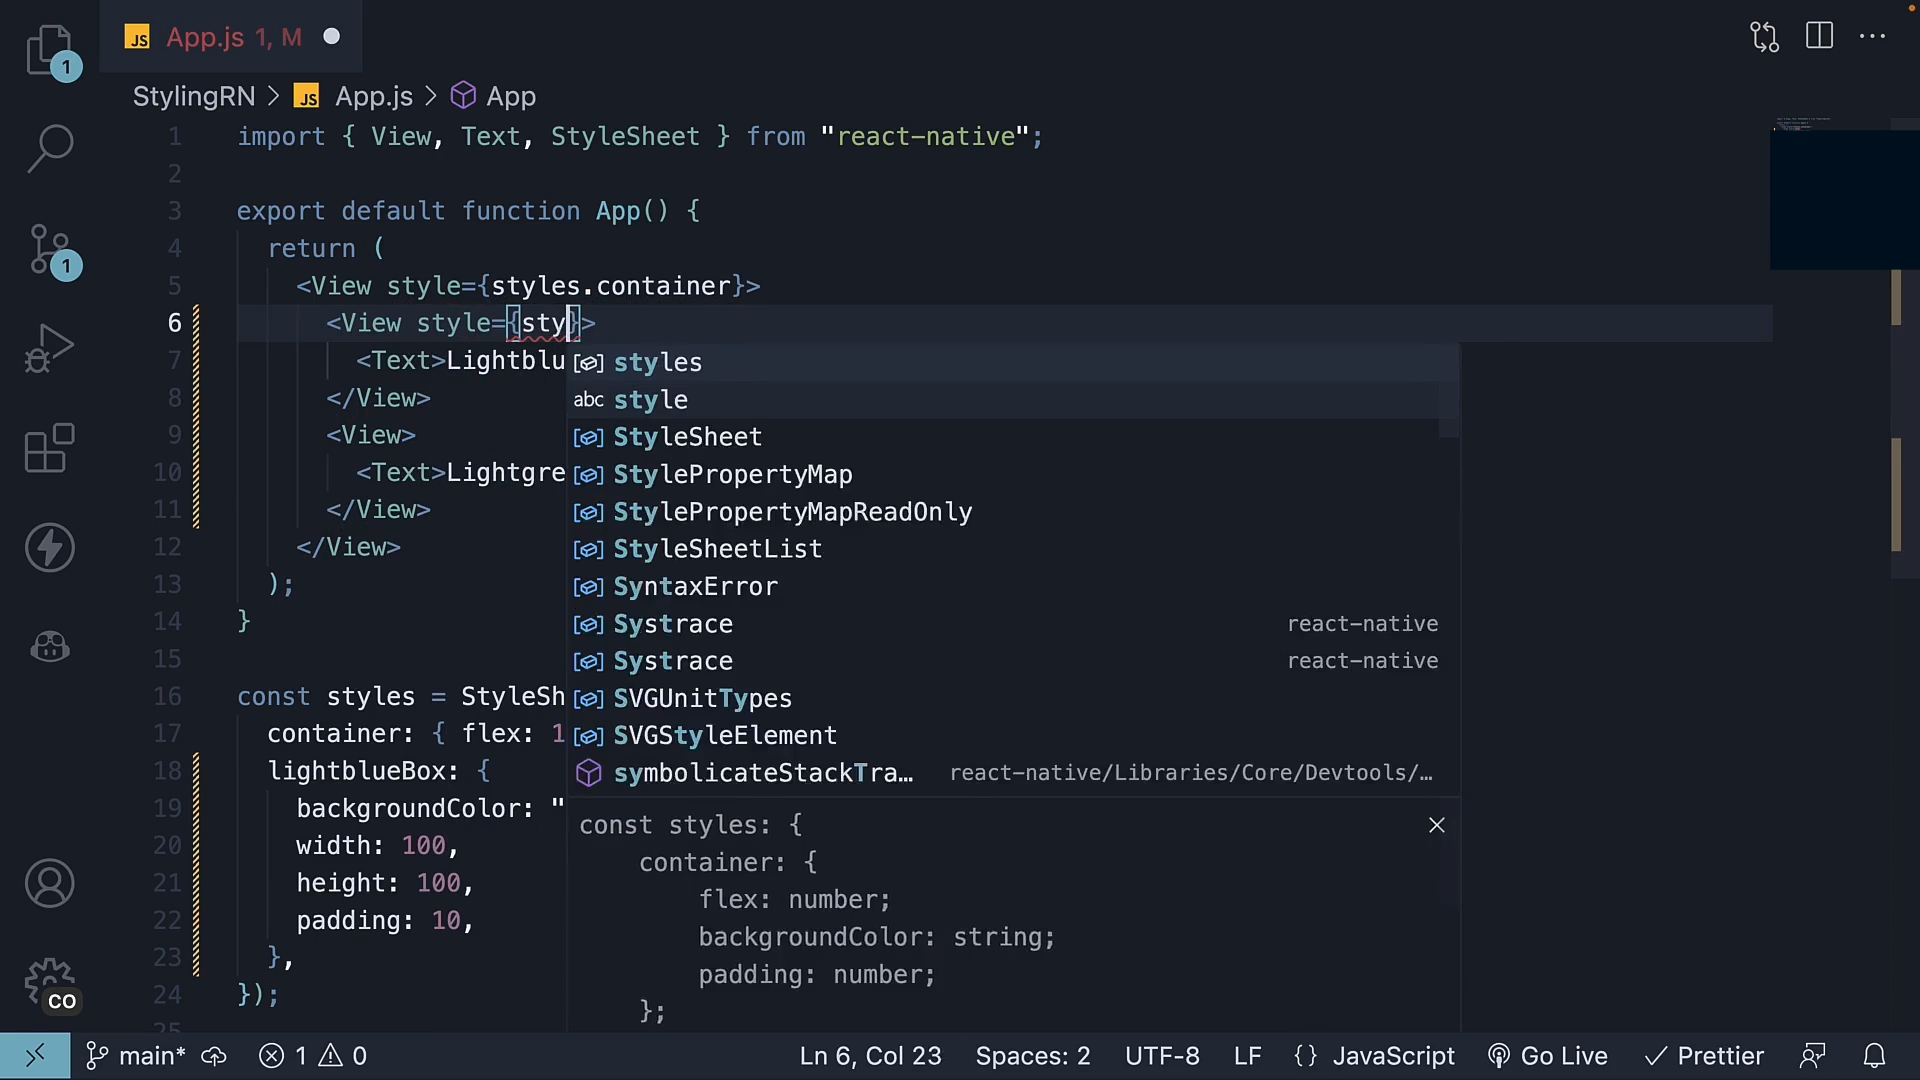 App.js 1, M
StylingRN > JS App.js > App
1 import { View, Text, StyleSheet } from "react-native";
2
3 export default function App() {
4 return (
5 <View style={styles.container}>
6 <View style={sty}>
7 <Text>Lightblu
8 </View>
9 <View>
10 <Text>Lightgre
11 </View>
12 </View>
13 );
14 }
15
16 const styles = StyleSh
17 container: { flex: 1
18 lightblueBox: {
19 backgroundColor: "
20 width: 100,
21 height: 100,
22 padding: 10,
23 },
24 });
25
styles
abc style
StyleSheet
StylePropertyMap
StylePropertyMapReadOnly
StyleSheetList
SyntaxError
Systrace react-native
Systrace react-native
SVGUnitTypes
SVGStyleElement
symbolicateStackTra… react-native/Libraries/Core/Devtools/…
const styles: {
container: {
flex: number;
backgroundColor: string;
padding: number;
};
1
1
CO
main* 1 0 Ln 6, Col 23 Spaces: 2 UTF-8 LF {} JavaScript Go Live Prettier